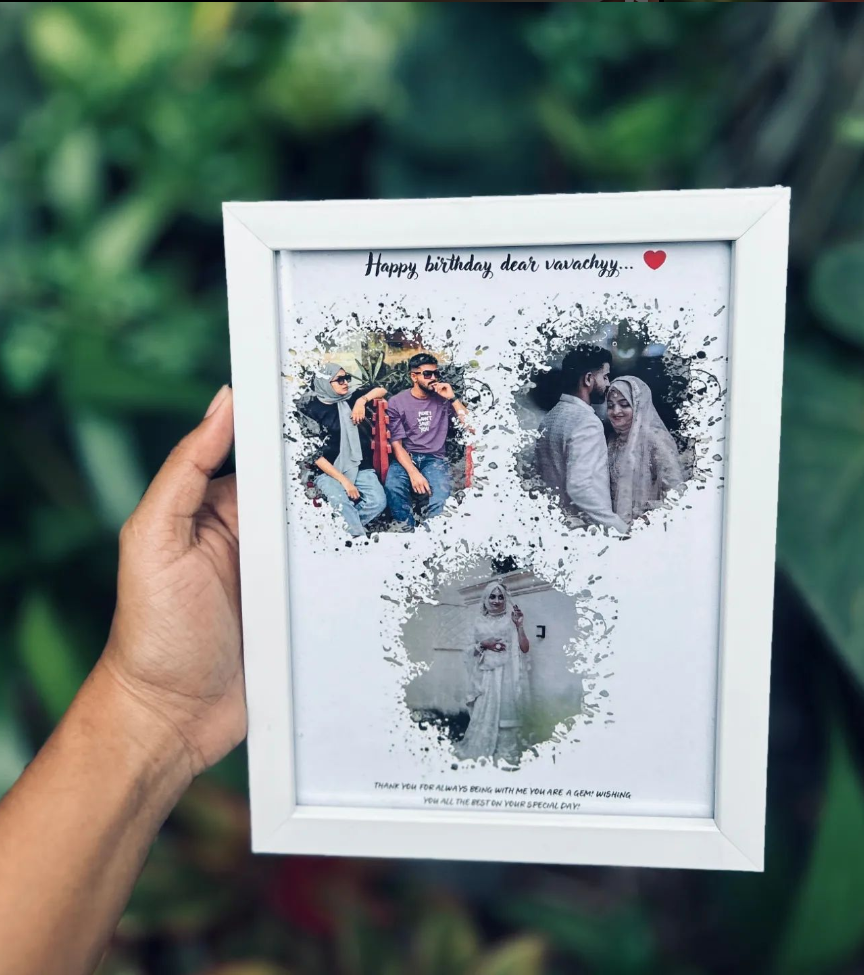 Happy birthday dear vavachyy...
THANK YOU FOR ALWAYS BEING WITH ME YOU ARE A GEM! WISHING
YOU ALL THE BEST ON YOUR SPECIAL DAY!